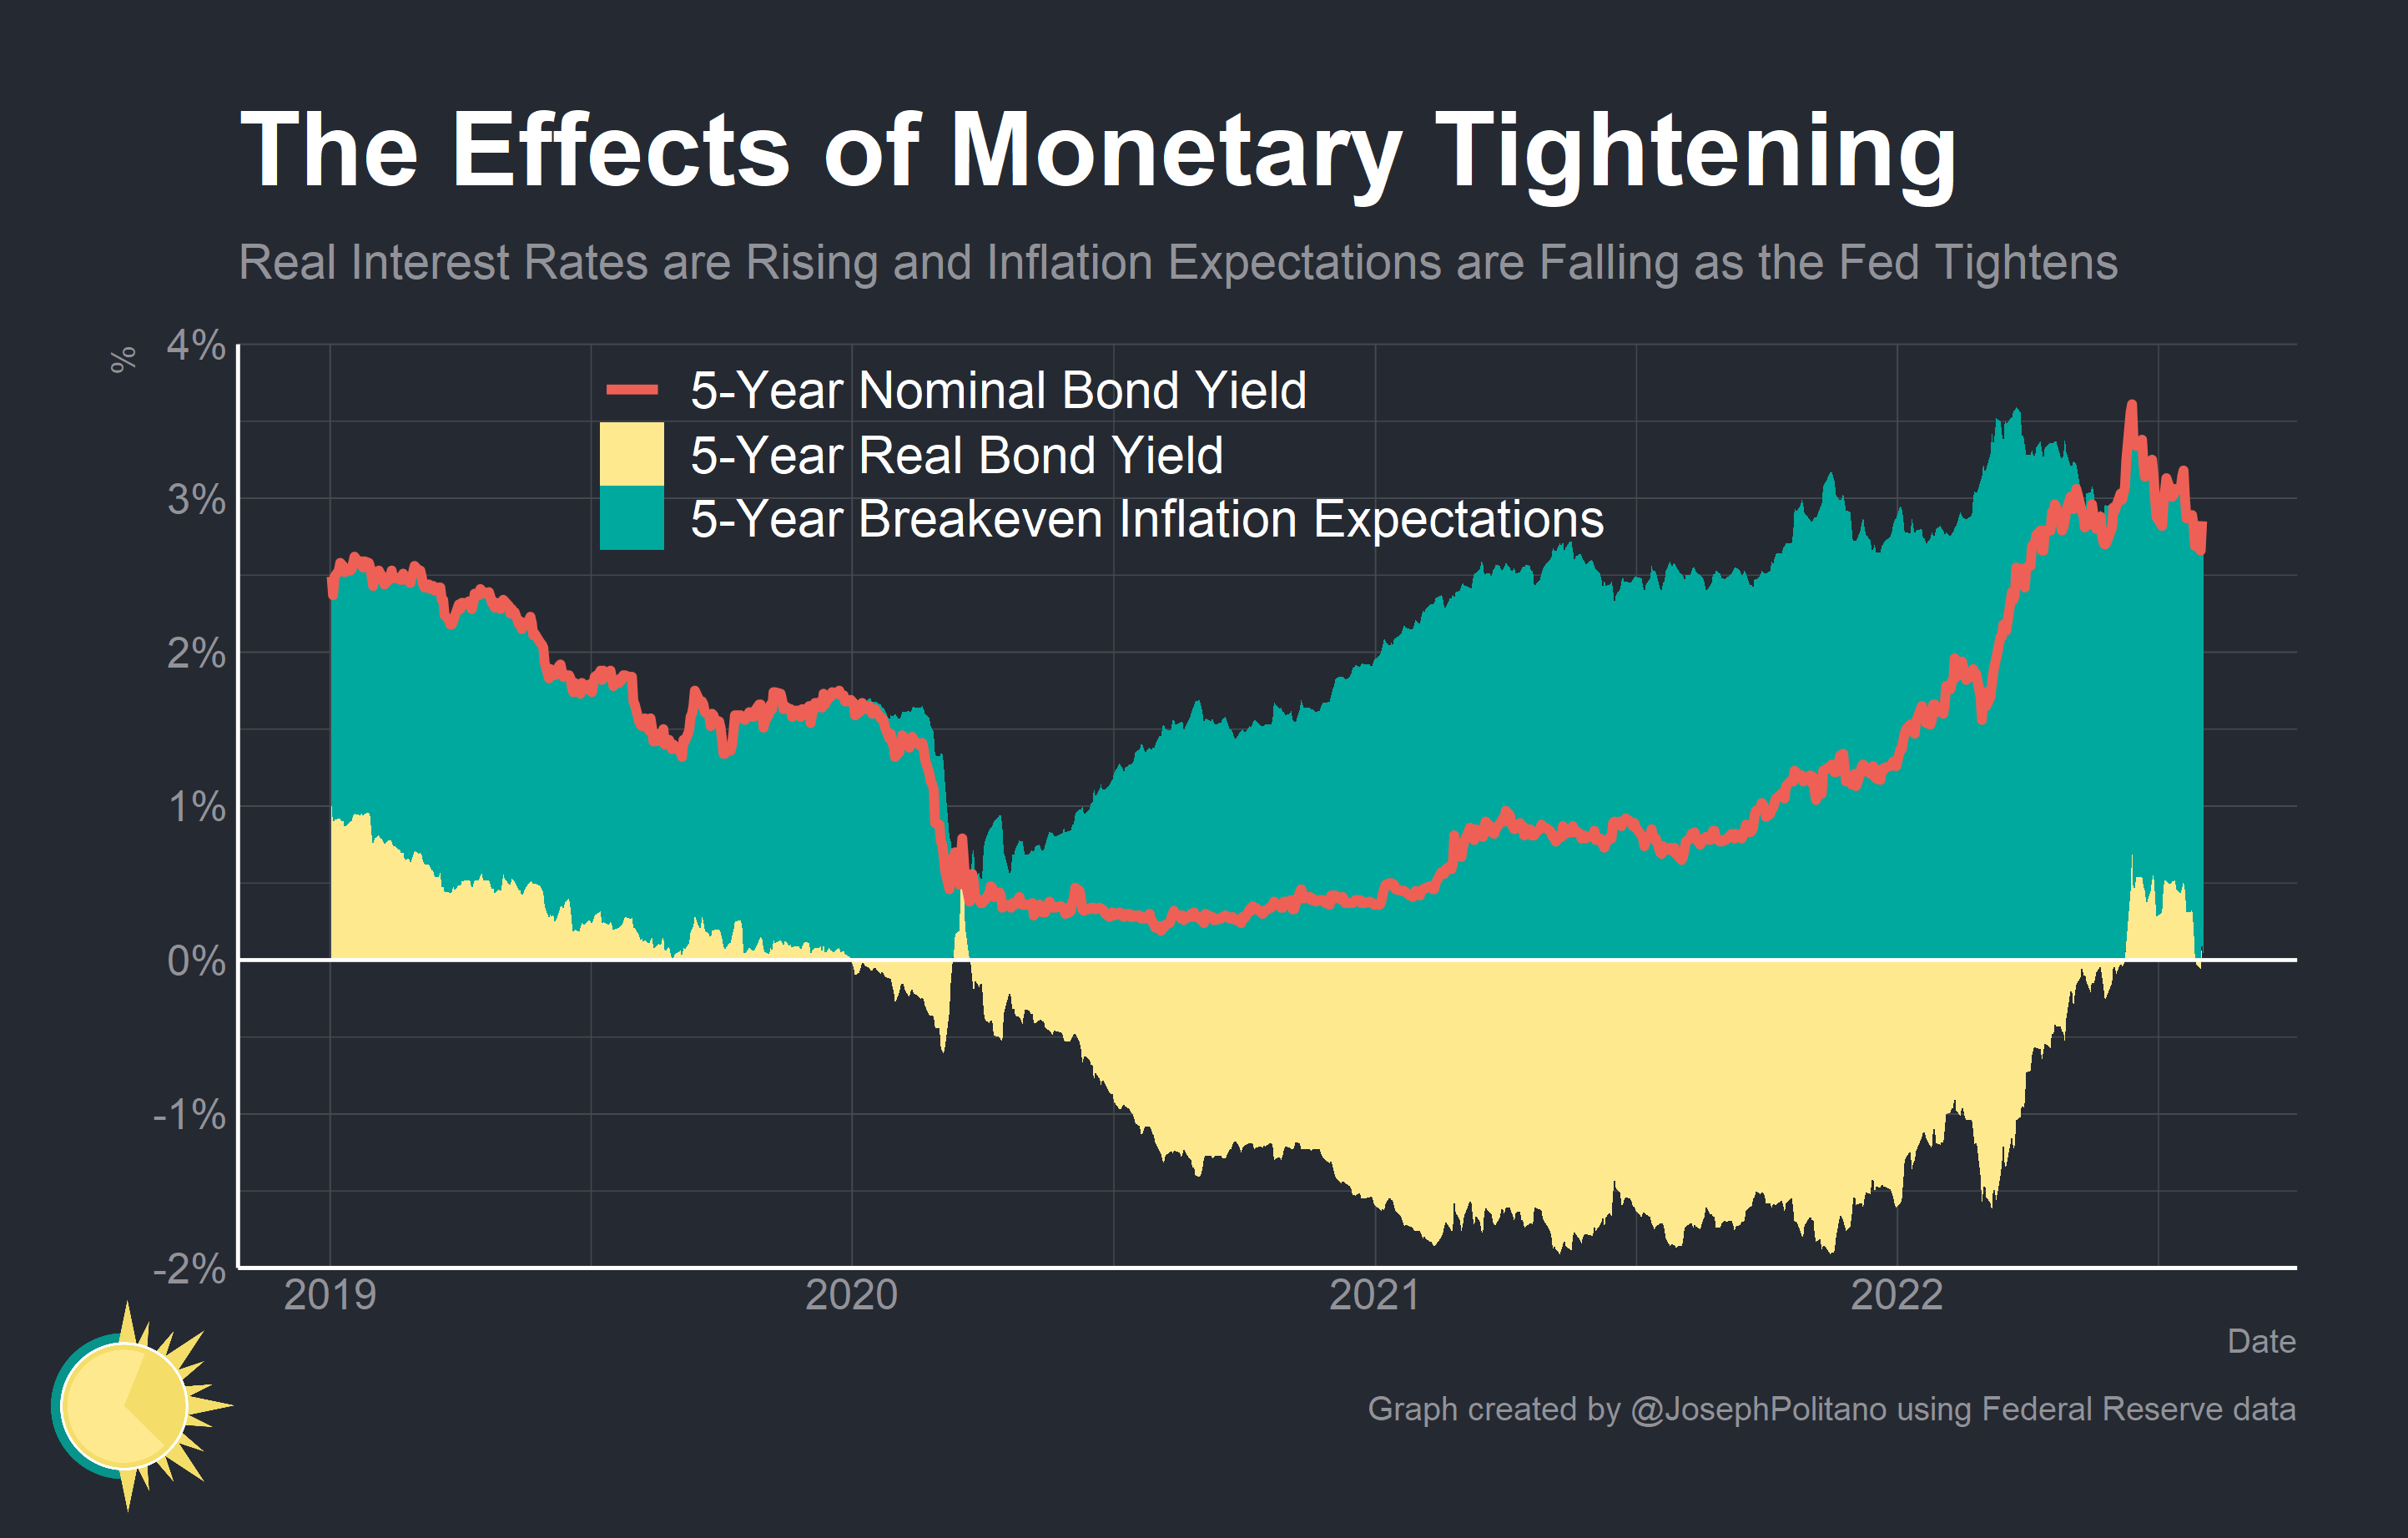 The Effects of Monetary Tightening
Real Interest Rates are Rising and Inflation Expectations are Falling as the Fed Tightens
%
4%
3%
2%
1%
0%
-1%
-2%
5-Year Nominal Bond Yield
5-Year Real Bond Yield
5-Year Breakeven Inflation Expectations
2019
2020
2021
2022
Date
Graph created by @JosephPolitano using Federal Reserve data